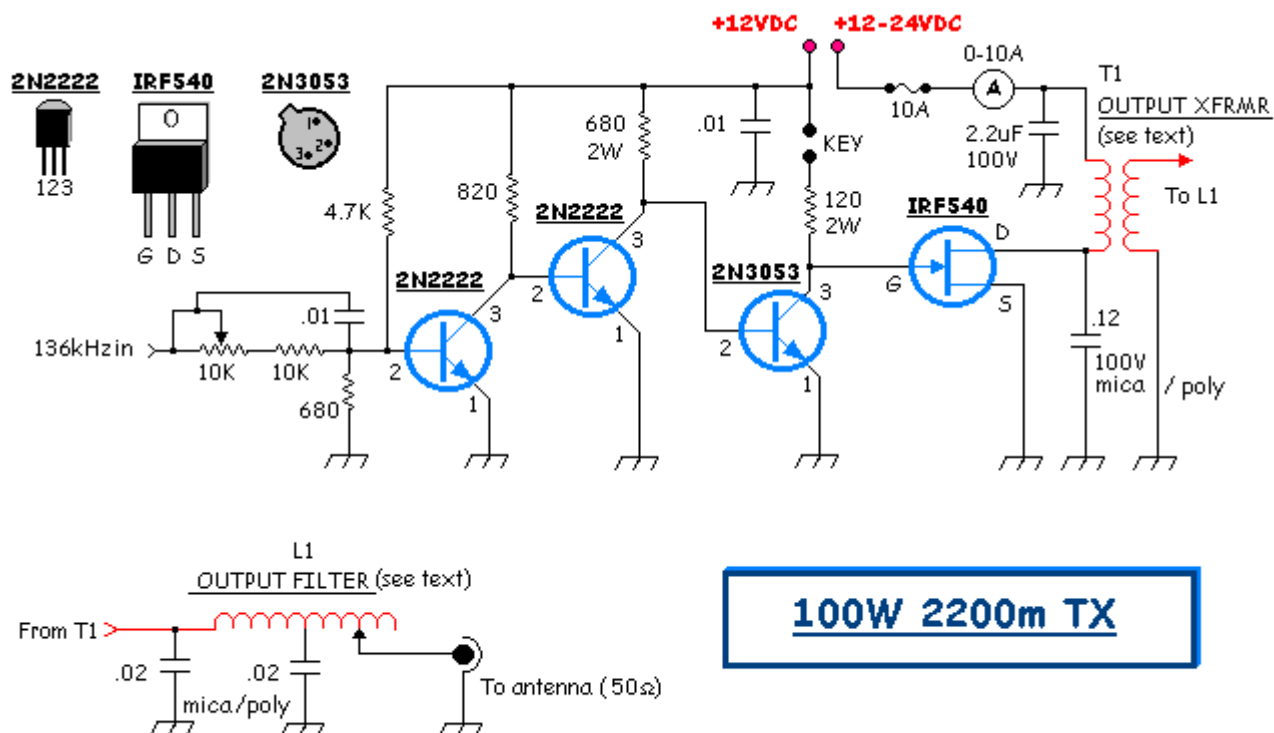 +12VDC +12-24VDC
2N2222 IRF540 2N3053
0-10A
T1
OUTPUT XFRMR
(see text)
10A
2.2uF
100V
To L1
680
2W
.01
KEY
120
2W
820
4.7K
2N2222
3
2
1
2N2222
3
2
1
2N3053
3
2
1
IRF540
D
G
S
A
O
123
G D S
1
2
3
.01
136kHz in
10K
10K
680
.12
100V
mica / poly
L1
OUTPUT FILTER (see text)
From T1
.02
.02
mica/poly
To antenna (50Ω)
100W 2200m TX